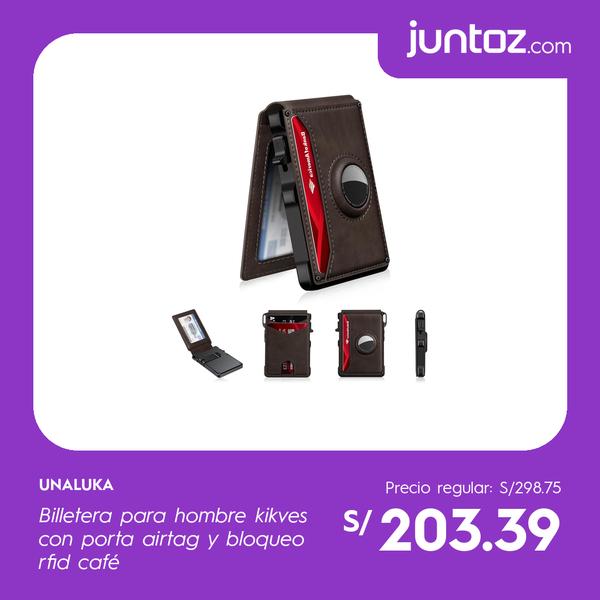 juntoz.com
UNALUKA
Billetera para hombre kikves
con porta airtag y bloqueo
rfid café
Precio regular: S/298.75
S/203.39